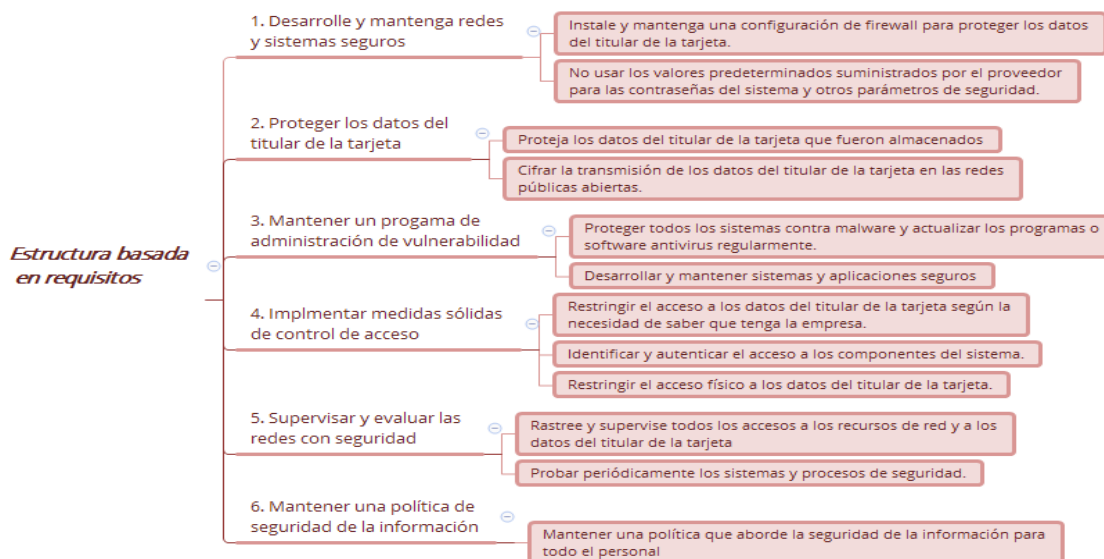 Estructura basada
en requisitos
1. Desarrolle y mantenga redes
y sistemas seguros
Instale y mantenga una configuración de firewall para proteger los datos
del titular de la tarjeta.
No usar los valores predeterminados suministrados por el proveedor
para las contraseñas del sistema y otros parámetros de seguridad.
2. Proteger los datos del
titular de la tarjeta
Proteja los datos del titular de la tarjeta que fueron almacenados
Cifrar la transmisión de los datos del titular de la tarjeta en las redes
públicas abiertas.
3. Mantener un progama de
administración de vulnerabilidad
Proteger todos los sistemas contra malware y actualizar los programas o
software antivirus regularmente.
Desarrollar y mantener sistemas y aplicaciones seguros
4. Implmentar medidas sólidas
de control de acceso
Restringir el acceso a los datos del titular de la tarjeta según la
necesidad de saber que tenga la empresa.
Identificar y autenticar el acceso a los componentes del sistema.
Restringir el acceso físico a los datos del titular de la tarjeta.
5. Supervisar y evaluar las
redes con seguridad
Rastree y supervise todos los accesos a los recursos de red y a los
datos del titular de la tarjeta
Probar periódicamente los sistemas y procesos de seguridad.
6. Mantener una política de
seguridad de la información
Mantener una política que aborde la seguridad de la información para
todo el personal